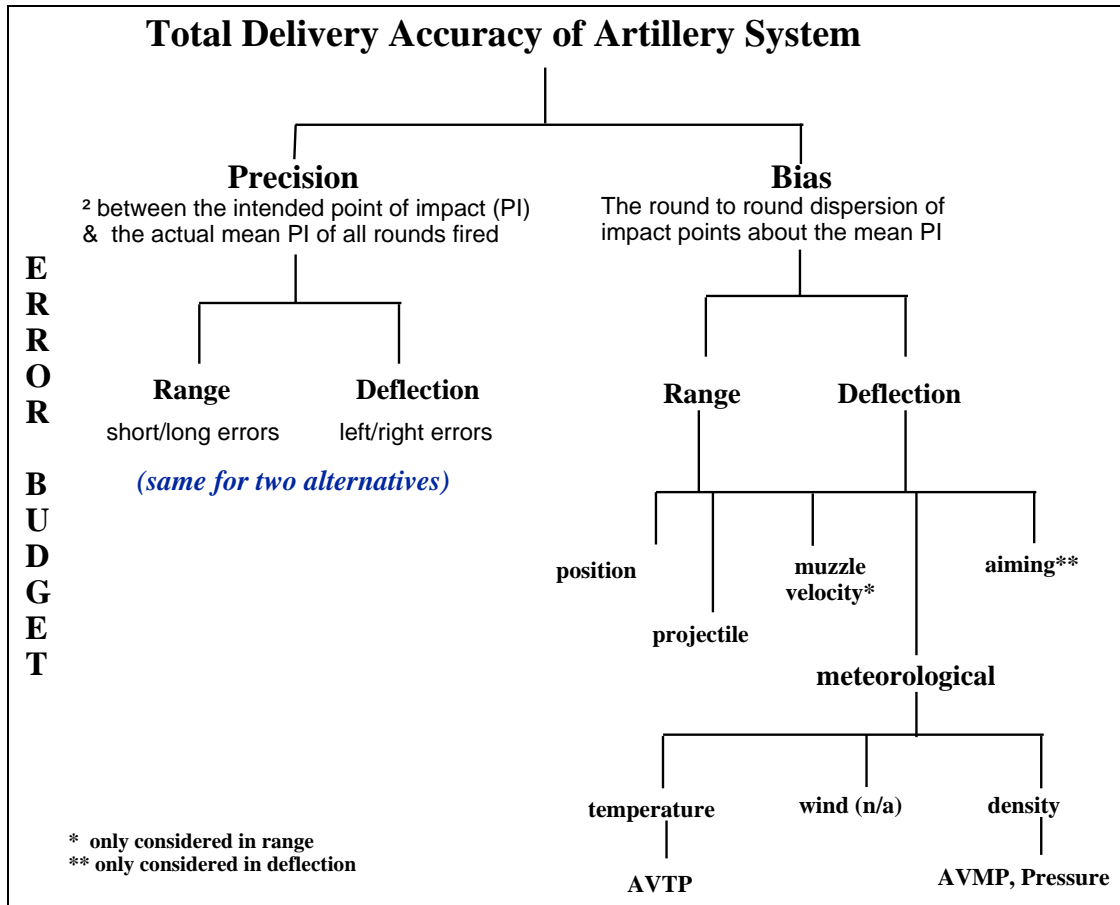 Total Delivery Accuracy of Artillery System
Precision
² between the intended point of impact (PI)
& the actual mean PI of all rounds fired
Bias
The round to round dispersion of
impact points about the mean PI
ERROR BUDGET
Range
short/long errors
Deflection
left/right errors
(same for two alternatives)
Range
Deflection
position
projectile
muzzle
velocity*
aiming**
meteorological
temperature
wind (n/a)
density
AVTP
AVMP, Pressure
* only considered in range
** only considered in deflection